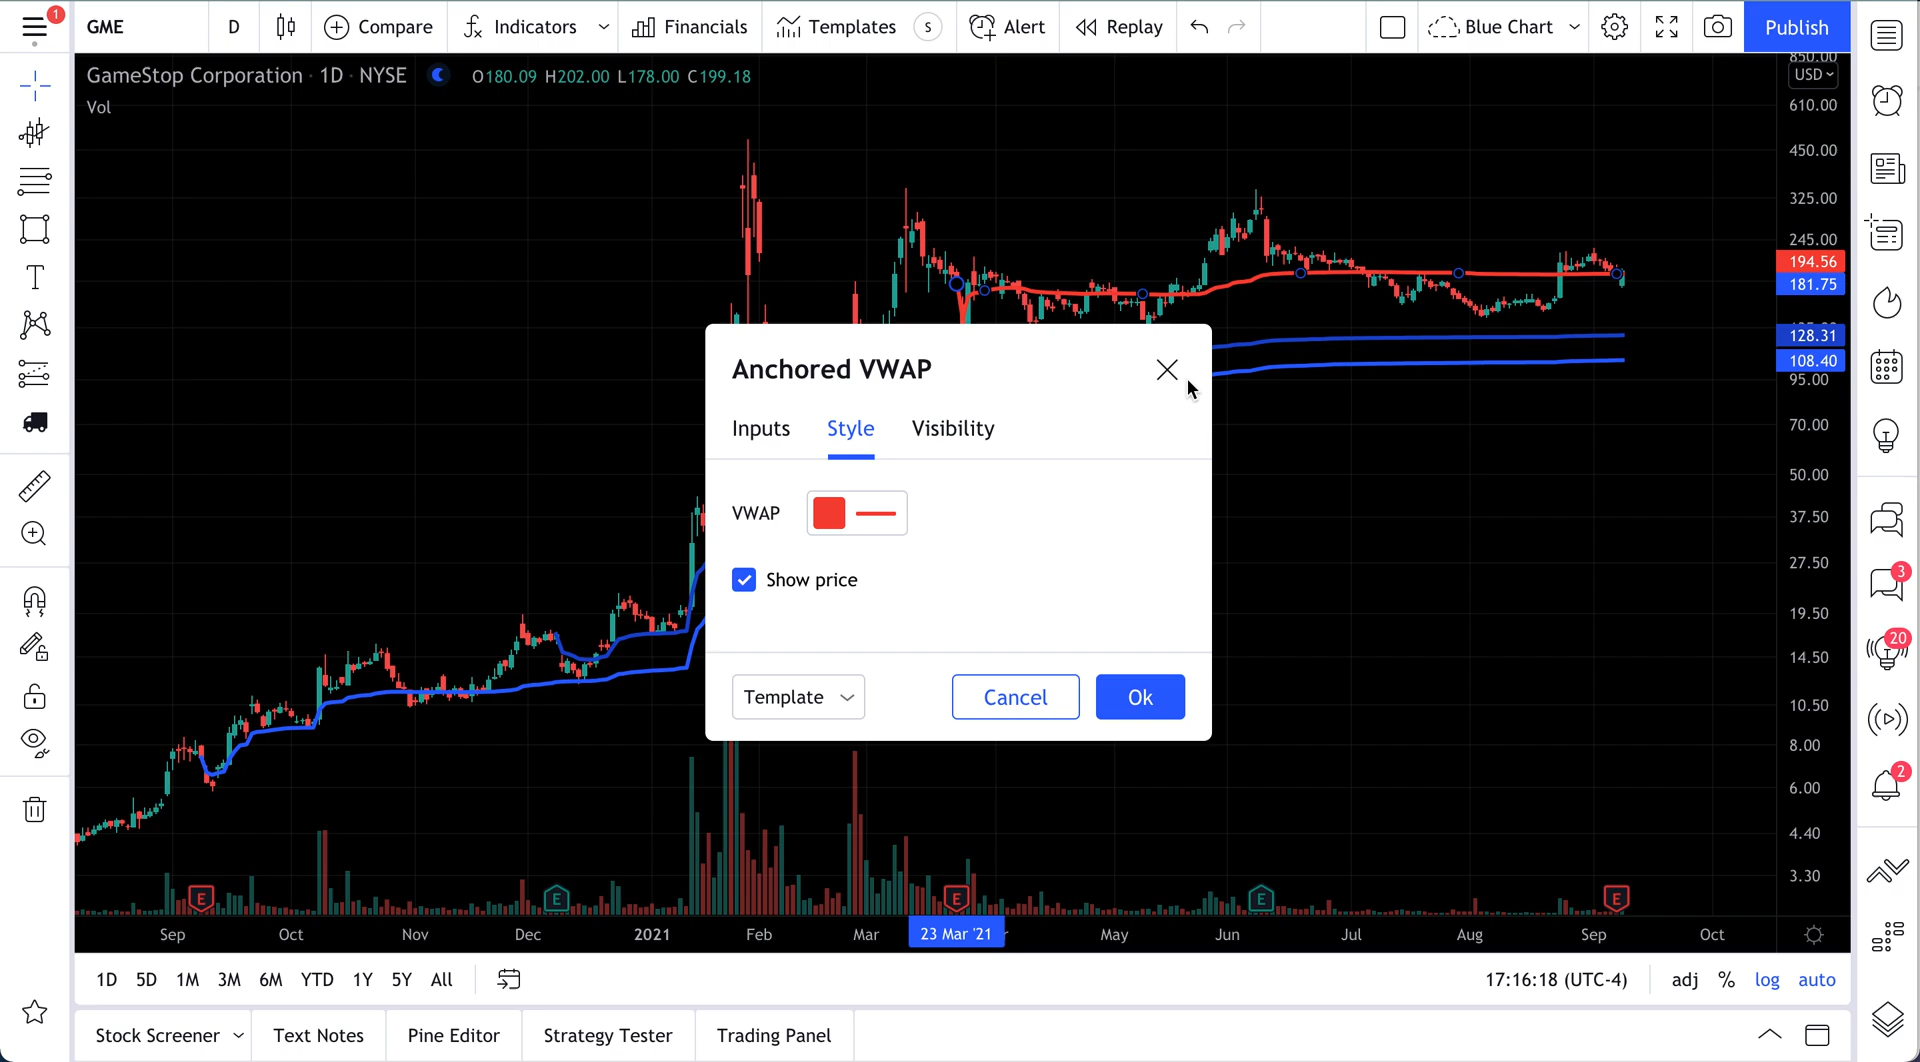 1
GME
D
Compare
Indicators
Financials
Templates
S
Alert
Replay
Blue Chart
Publish
GameStop Corporation · 1D · NYSE
O180.09 H202.00 L178.00 C199.18
Vol
850.00
USD
610.00
450.00
325.00
245.00
194.56
181.75
128.31
108.40
95.00
70.00
50.00
37.50
27.50
19.50
14.50
10.50
8.00
6.00
4.40
3.30
Anchored VWAP
Inputs
Style
Visibility
VWAP
Show price
Template
Cancel
Ok
T
E
E
E
E
E
Sep
Oct
Nov
Dec
2021
Feb
Mar
23 Mar '21
May
Jun
Jul
Aug
Sep
Oct
3
20
2
1D 5D 1M 3M 6M YTD 1Y 5Y All
17:16:18 (UTC-4)
adj % log auto
Stock Screener
Text Notes
Pine Editor
Strategy Tester
Trading Panel